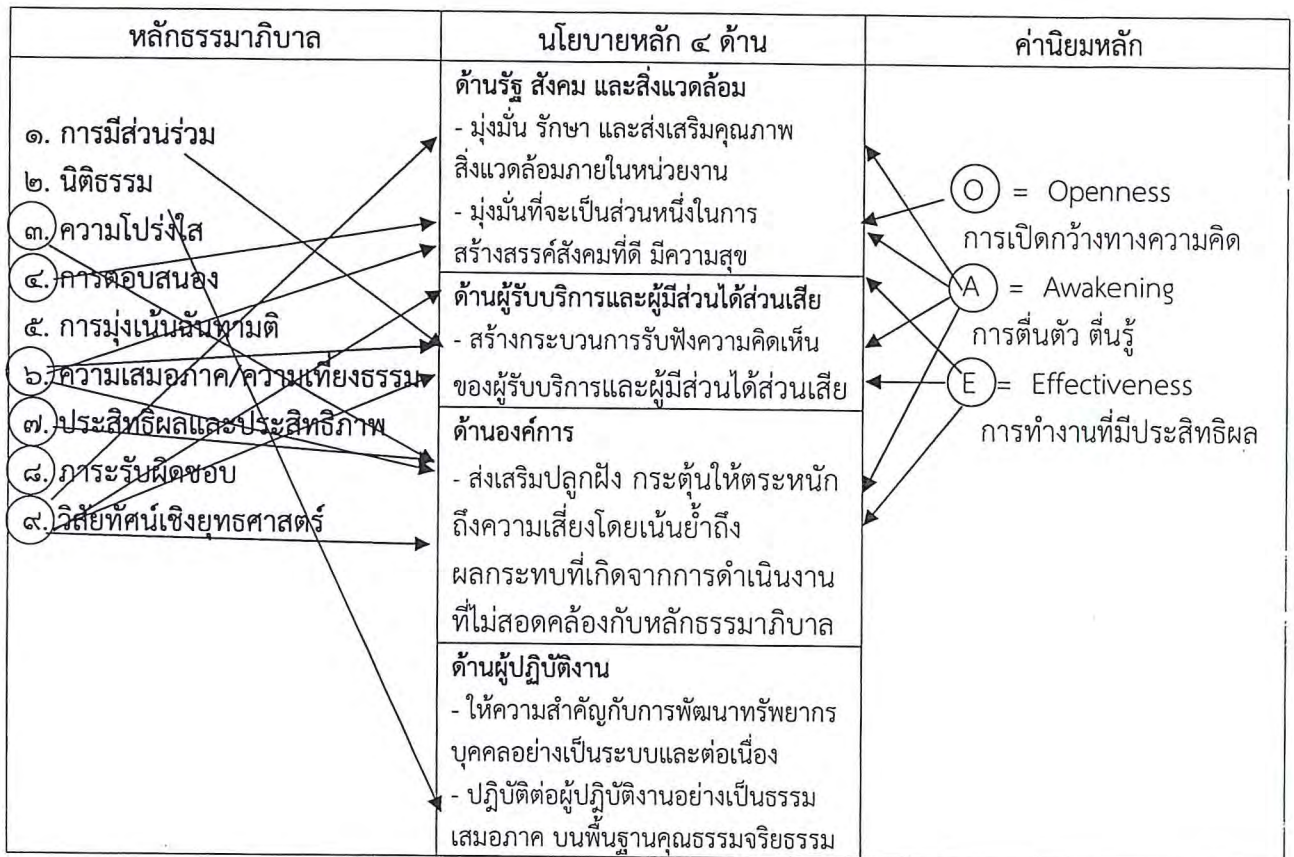 หลักธรรมาภิบาล
๑. การมีส่วนร่วม
๒. นิติธรรม
๓. ความโปร่งใส
๔. การตอบสนอง
๕. การมุ่งเน้นฉันทามติ
๖. ความเสมอภาค/ความเที่ยงธรรม
๗. ประสิทธิผลและประสิทธิภาพ
๘. ภาระรับผิดชอบ
๙. วิสัยทัศน์เชิงยุทธศาสตร์
นโยบายหลัก ๔ ด้าน
ด้านรัฐ สังคม และสิ่งแวดล้อม
- มุ่งมั่น รักษา และส่งเสริมคุณภาพ
สิ่งแวดล้อมภายในหน่วยงาน
- มุ่งมั่นที่จะเป็นส่วนหนึ่งในการ
สร้างสรรค์สังคมที่ดี มีความสุข
ด้านผู้รับบริการและผู้มีส่วนได้ส่วนเสีย
- สร้างกระบวนการรับฟังความคิดเห็น
ของผู้รับบริการและผู้มีส่วนได้ส่วนเสีย
ด้านองค์การ
- ส่งเสริมปลูกฝัง กระตุ้นให้ตระหนัก
ถึงความเสี่ยงโดยเน้นย้ำถึง
ผลกระทบที่เกิดจากการดำเนินงาน
ที่ไม่สอดคล้องกับหลักธรรมาภิบาล
ด้านผู้ปฏิบัติงาน
- ให้ความสำคัญกับการพัฒนาทรัพยากร
บุคคลอย่างเป็นระบบและต่อเนื่อง
- ปฏิบัติต่อผู้ปฏิบัติงานอย่างเป็นธรรม
เสมอภาค บนพื้นฐานคุณธรรมจริยธรรม
ค่านิยมหลัก
O = Openness
การเปิดกว้างทางความคิด
A = Awakening
การตื่นตัว ตื่นรู้
E = Effectiveness
การทำงานที่มีประสิทธิผล